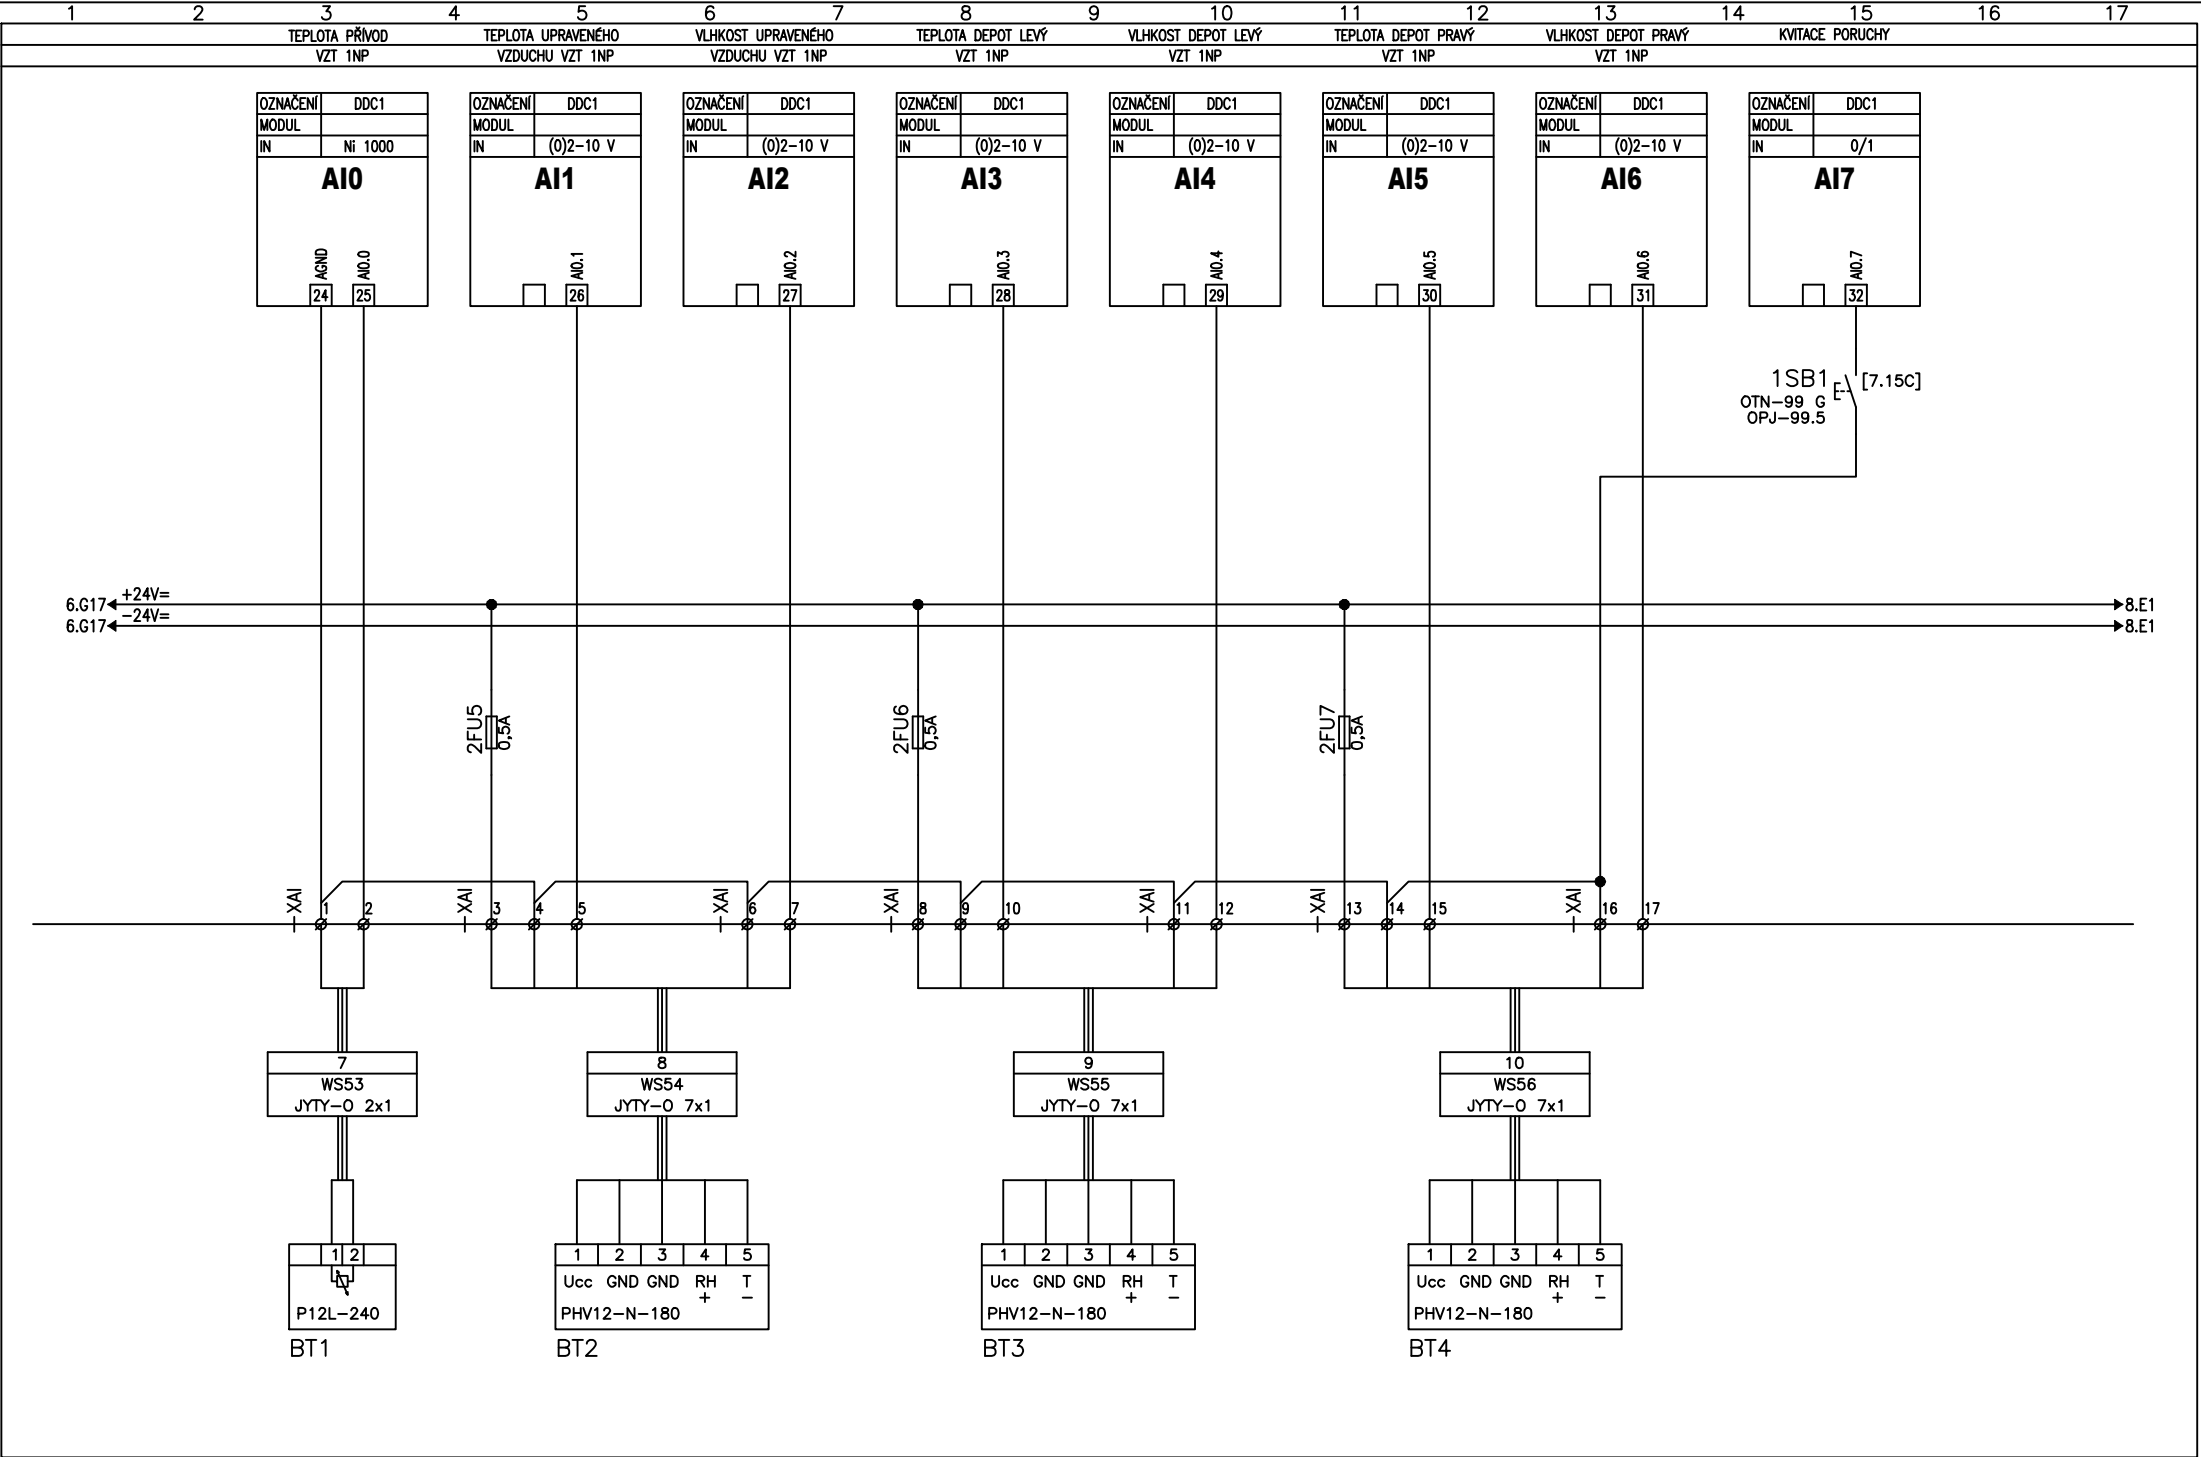 1 2 3 4 5 6 7 8 9 10 11 12 13 14 15 16 17
TEPLOTA PŘÍVOD TEPLOTA UPRAVENÉHO VLHKOST UPRAVENÉHO TEPLOTA DEPOT LEVÝ VLHKOST DEPOT LEVÝ TEPLOTA DEPOT PRAVÝ VLHKOST DEPOT PRAVÝ KVITACE PORUCHY
VZT 1NP VZDUCHU VZT 1NP VZDUCHU VZT 1NP VZT 1NP VZT 1NP VZT 1NP VZT 1NP
OZNAČENÍ DDC1 OZNAČENÍ DDC1 OZNAČENÍ DDC1 OZNAČENÍ DDC1 OZNAČENÍ DDC1 OZNAČENÍ DDC1 OZNAČENÍ DDC1 OZNAČENÍ DDC1
MODUL MODUL MODUL MODUL MODUL MODUL MODUL MODUL
IN Ni 1000 IN (0)2-10 V IN (0)2-10 V IN (0)2-10 V IN (0)2-10 V IN (0)2-10 V IN (0)2-10 V IN 0/1
AI0 AI1 AI2 AI3 AI4 AI5 AI6 AI7
AGND AI0.0 AI0.1 AI0.2 AI0.3 AI0.4 AI0.5 AI0.6 AI0.7
24 25 26 27 28 29 30 31 32
1SB1 [7.15C]
OTN-99 G
OPJ-99.5
6.G17 +24V= 8.E1
6.G17 -24V= 8.E1
2FU5 0,5A 2FU6 0,5A 2FU7 0,5A
XAI 1 2 XAI 3 4 5 XAI 6 7 XAI 8 9 10 XAI 11 12 XAI 13 14 15 XAI 16 17
7 8 9 10
WS53 WS54 WS55 WS56
JYTY-O 2x1 JYTY-O 7x1 JYTY-O 7x1 JYTY-O 7x1
1 2 1 2 3 4 5 1 2 3 4 5 1 2 3 4 5
Ucc GND GND RH T Ucc GND GND RH T Ucc GND GND RH T
+ - + - + -
P12L-240 PHV12-N-180 PHV12-N-180 PHV12-N-180
BT1 BT2 BT3 BT4